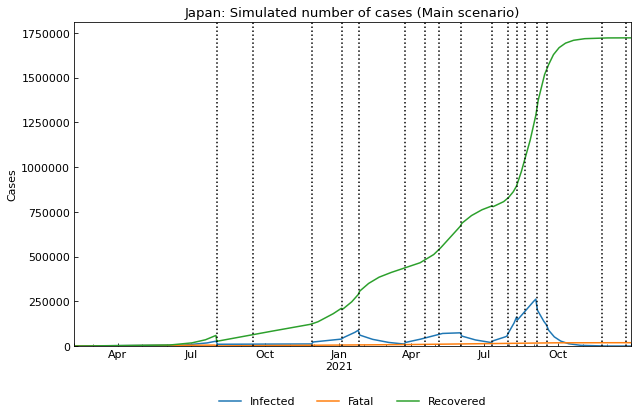 Japan: Simulated number of cases (Main scenario)
1750000
1500000
1250000
1000000
750000
500000
250000
0
Cases
Apr Jul Oct Jan Apr Jul Oct
2021
Infected Fatal Recovered